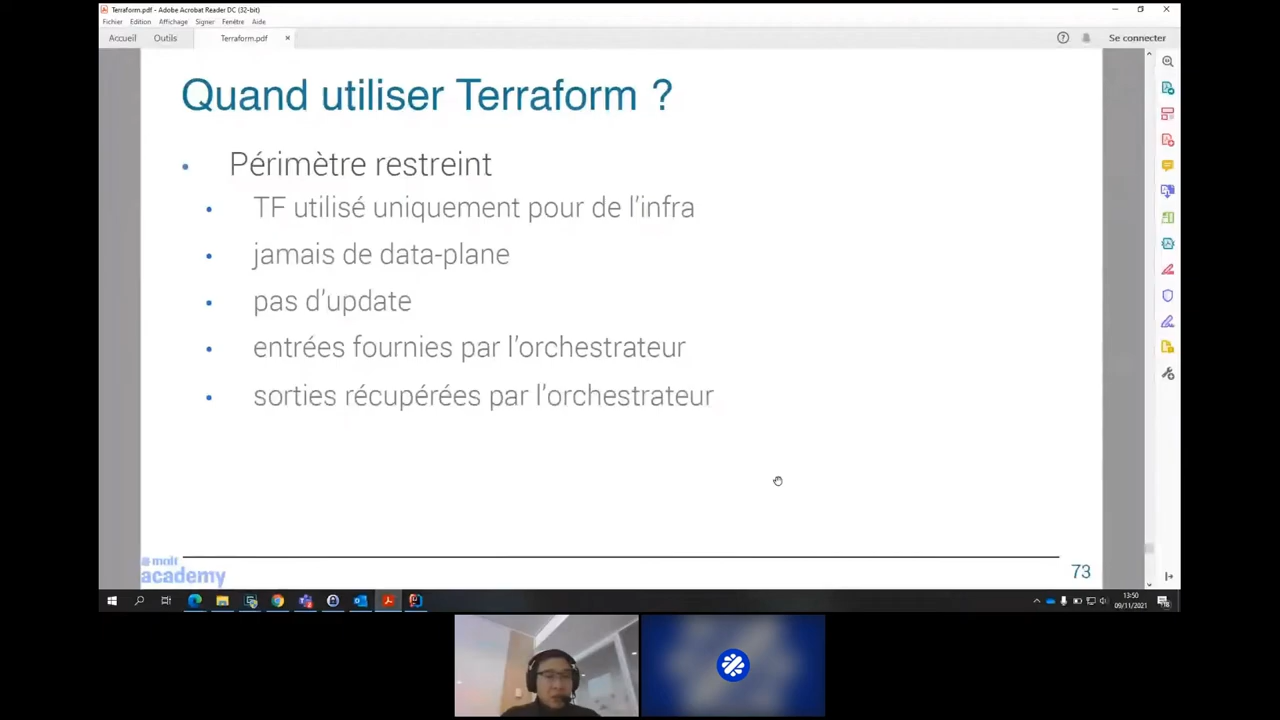 Terraform.pdf - Adobe Acrobat Reader DC (32-bit)
Fichier Edition Affichage Signer Fenêtre Aide
Accueil Outils Terraform.pdf × Se connecter
Quand utiliser Terraform ?
• Périmètre restreint
• TF utilisé uniquement pour de l'infra
• jamais de data-plane
• pas d'update
• entrées fournies par l'orchestrateur
• sorties récupérées par l'orchestrateur
academy
73
13:50
09/11/2021